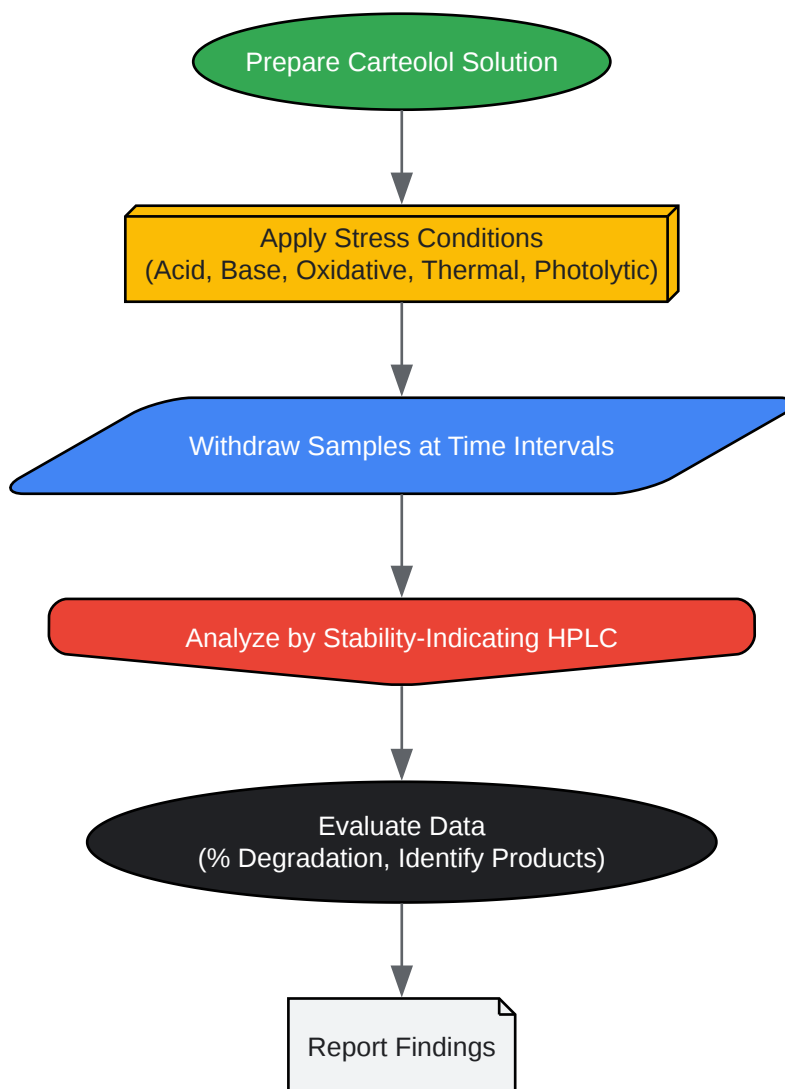 Prepare Carteolol Solution
Apply Stress Conditions
(Acid, Base, Oxidative, Thermal, Photolytic)
Withdraw Samples at Time Intervals
Analyze by Stability-Indicating HPLC
Evaluate Data
(% Degradation, Identify Products)
Report Findings